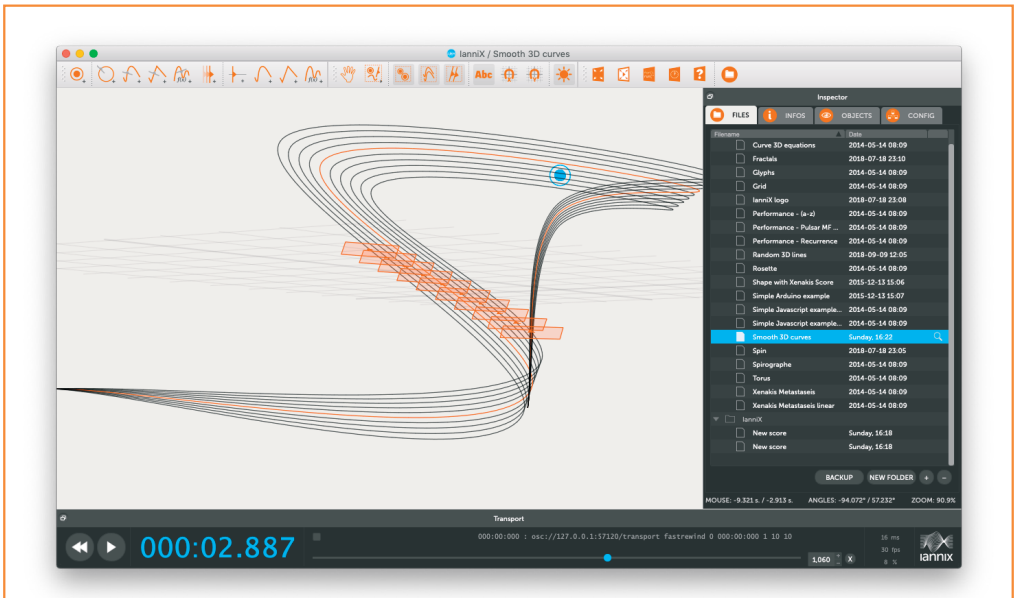 IanniX / Smooth 3D curves
f(x)
f(x)
Abc
?
Inspector
FILES INFOS OBJECTS CONFIG
Filename Date
Curve 3D equations 2014-05-14 08:09
Fractals 2018-07-18 23:10
Glyphs 2014-05-14 08:09
Grid 2014-05-14 08:09
IanniX logo 2018-07-18 23:08
Performance - (a-z) 2014-05-14 08:09
Performance - Pulsar MF ... 2014-05-14 08:09
Performance - Recurrence 2014-05-14 08:09
Random 3D lines 2018-09-09 12:05
Rosette 2014-05-14 08:09
Shape with Xenakis Score 2015-12-13 15:06
Simple Arduino example 2015-12-13 15:07
Simple Javascript example... 2014-05-14 08:09
Simple Javascript example... 2014-05-14 08:09
Smooth 3D curves Sunday, 16:22
Spin 2018-07-18 23:05
Spirographe 2014-05-14 08:09
Torus 2014-05-14 08:09
Xenakis Metastaseis 2014-05-14 08:09
Xenakis Metastaseis linear 2014-05-14 08:09
IanniX
New score Sunday, 16:18
New score Sunday, 16:18
BACKUP NEW FOLDER + -
MOUSE: -9.321 s. / -2.913 s. ANGLES: -94.072° / 57.232° ZOOM: 90.9%
Transport
000:02.887
000:00:000 : osc://127.0.0.1:57120/transport fastrewind 0 000:00:000 1 10 10
1,060 X
16 ms
30 fps
8 %
iannix